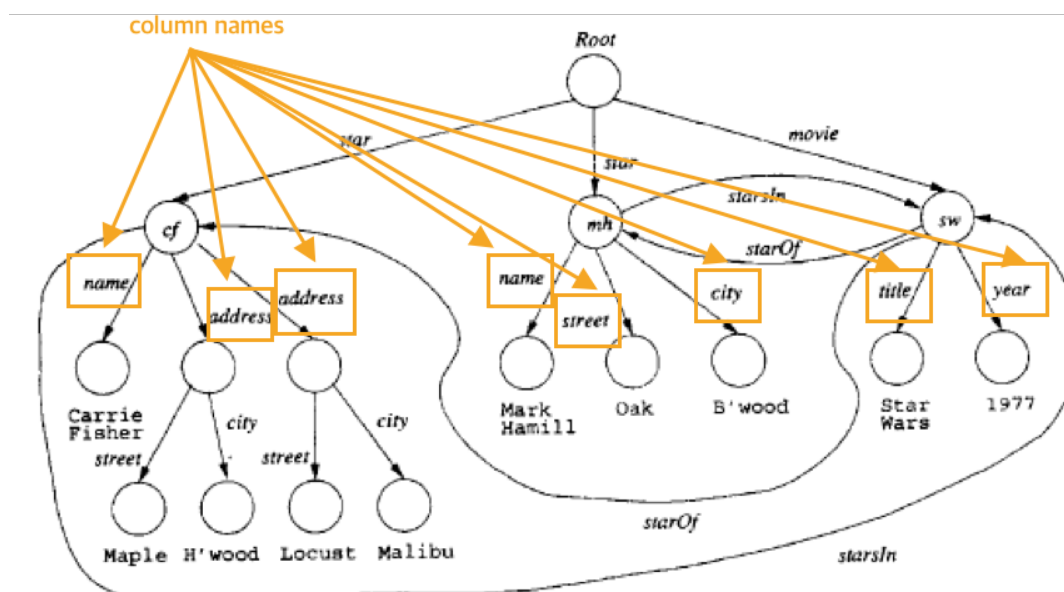 column names
Root
star
star
movie
starsIn
cf
mh
sw
starOf
name
address
address
name
street
city
title
year
Carrie
Fisher
Mark
Hamill
Oak
B'wood
Star
Wars
1977
street
city
street
city
Maple
H'wood
Locust
Malibu
starOf
starsIn